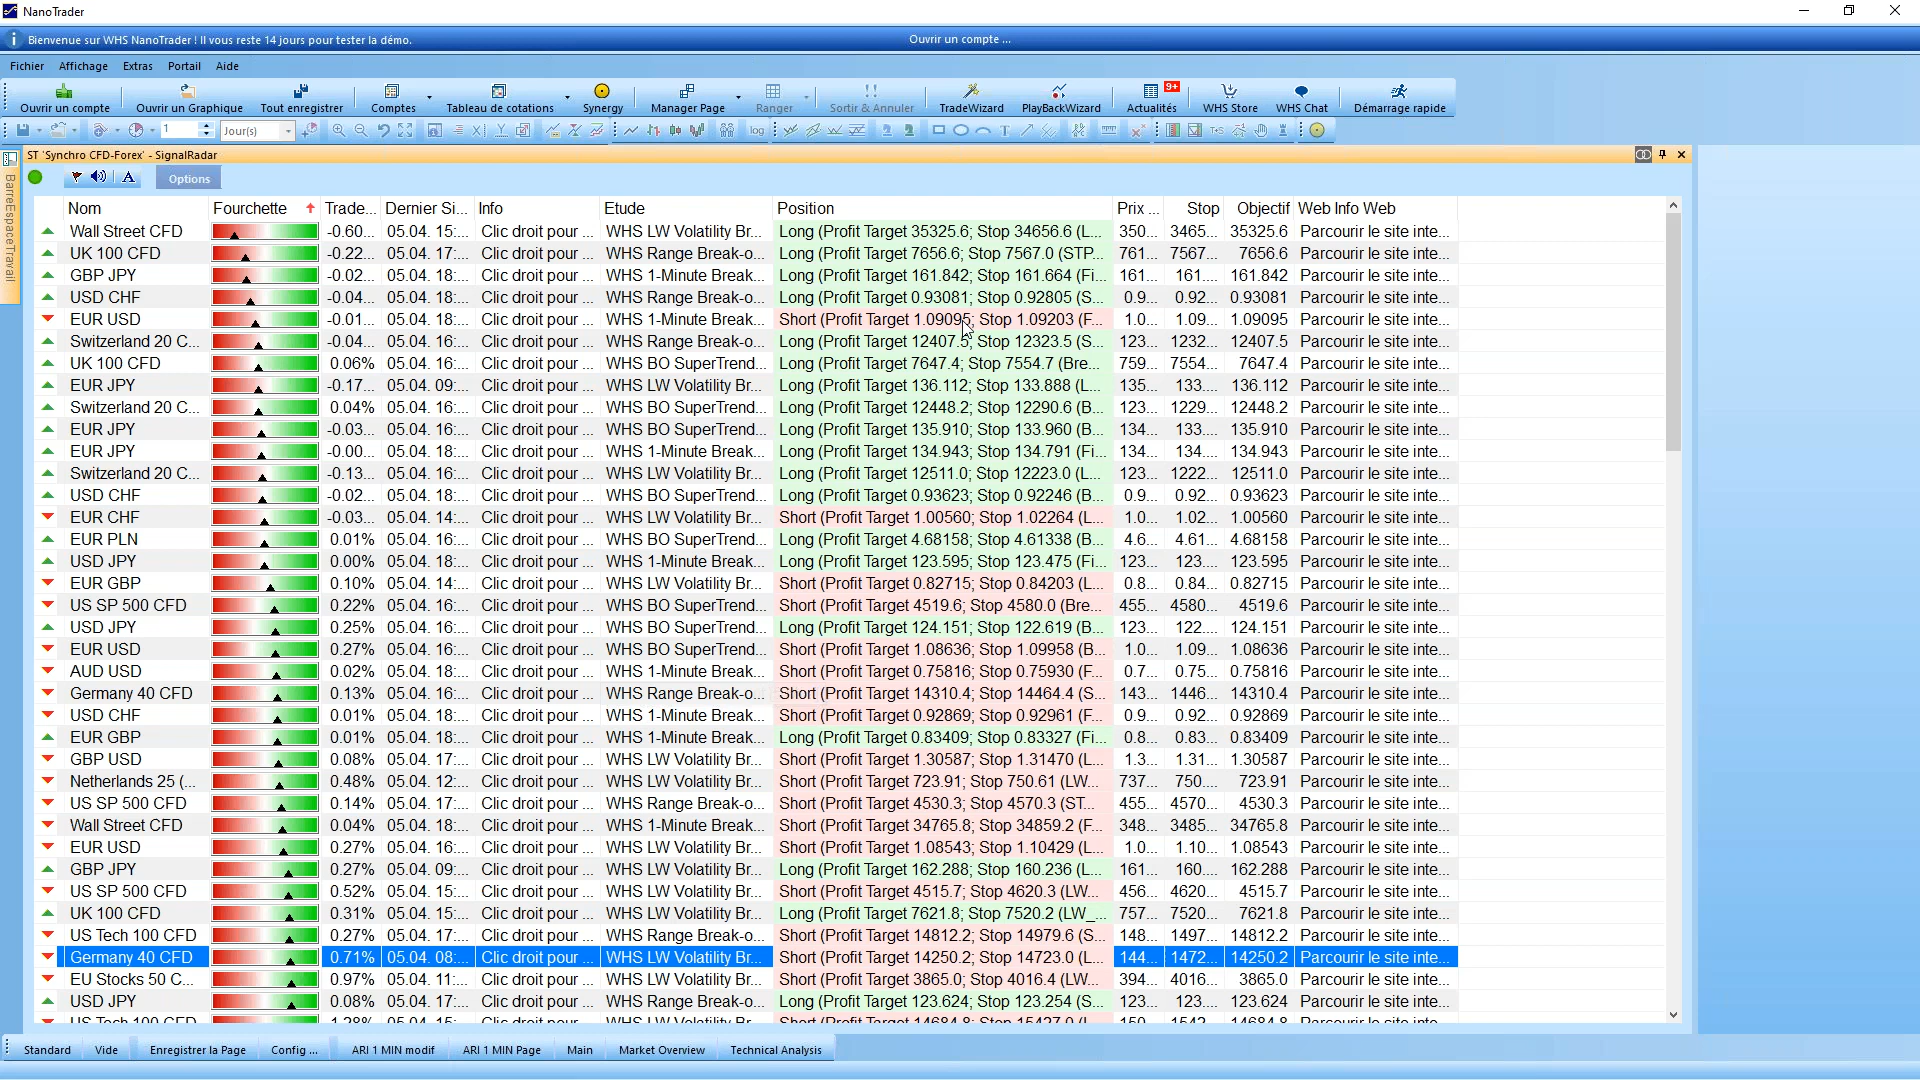 NanoTrader
Bienvenue sur WHS NanoTrader ! Il vous reste 14 jours pour tester la démo. Ouvrir un compte ...
Fichier Affichage Extras Portail Aide
Ouvrir un compte Ouvrir un Graphique Tout enregistrer Comptes Tableau de cotations Synergy Manager Page Ranger Sortir & Annuler TradeWizard PlayBackWizard 9+ Actualités WHS Store WHS Chat Démarrage rapide
1 Jour(s) log
ST 'Synchro CFD-Forex' - SignalRadar
BarreEspaceTravail
A Options
Nom Fourchette Trade... Dernier Si... Info Etude Position Prix ... Stop Objectif Web Info Web
Wall Street CFD -0.60... 05.04. 15:... Clic droit pour ... WHS LW Volatility Br... Long (Profit Target 35325.6; Stop 34656.6 (L... 350... 3465... 35325.6 Parcourir le site inte...
UK 100 CFD -0.22... 05.04. 17:... Clic droit pour ... WHS Range Break-o... Long (Profit Target 7656.6; Stop 7567.0 (STP... 761... 7567... 7656.6 Parcourir le site inte...
GBP JPY -0.02... 05.04. 18:... Clic droit pour ... WHS 1-Minute Break... Long (Profit Target 161.842; Stop 161.664 (Fi... 161... 161.... 161.842 Parcourir le site inte...
USD CHF -0.04... 05.04. 18:... Clic droit pour ... WHS Range Break-o... Long (Profit Target 0.93081; Stop 0.92805 (S... 0.9... 0.92... 0.93081 Parcourir le site inte...
EUR USD -0.01... 05.04. 18:... Clic droit pour ... WHS 1-Minute Break... Short (Profit Target 1.09095; Stop 1.09203 (F... 1.0... 1.09... 1.09095 Parcourir le site inte...
Switzerland 20 C... -0.04... 05.04. 16:... Clic droit pour ... WHS Range Break-o... Long (Profit Target 12407.5; Stop 12323.5 (S... 123... 1232... 12407.5 Parcourir le site inte...
UK 100 CFD 0.06% 05.04. 16:... Clic droit pour ... WHS BO SuperTrend... Long (Profit Target 7647.4; Stop 7554.7 (Bre... 759... 7554... 7647.4 Parcourir le site inte...
EUR JPY -0.17... 05.04. 09:... Clic droit pour ... WHS LW Volatility Br... Long (Profit Target 136.112; Stop 133.888 (L... 135... 133.... 136.112 Parcourir le site inte...
Switzerland 20 C... 0.04% 05.04. 16:... Clic droit pour ... WHS BO SuperTrend... Long (Profit Target 12448.2; Stop 12290.6 (B... 123... 1229... 12448.2 Parcourir le site inte...
EUR JPY -0.03... 05.04. 16:... Clic droit pour ... WHS BO SuperTrend... Long (Profit Target 135.910; Stop 133.960 (B... 134... 133.... 135.910 Parcourir le site inte...
EUR JPY -0.00... 05.04. 18:... Clic droit pour ... WHS 1-Minute Break... Long (Profit Target 134.943; Stop 134.791 (Fi... 134... 134.... 134.943 Parcourir le site inte...
Switzerland 20 C... -0.13... 05.04. 16:... Clic droit pour ... WHS LW Volatility Br... Long (Profit Target 12511.0; Stop 12223.0 (L... 123... 1222... 12511.0 Parcourir le site inte...
USD CHF -0.02... 05.04. 18:... Clic droit pour ... WHS BO SuperTrend... Long (Profit Target 0.93623; Stop 0.92246 (B... 0.9... 0.92... 0.93623 Parcourir le site inte...
EUR CHF -0.03... 05.04. 14:... Clic droit pour ... WHS LW Volatility Br... Short (Profit Target 1.00560; Stop 1.02264 (L... 1.0... 1.02... 1.00560 Parcourir le site inte...
EUR PLN 0.01% 05.04. 16:... Clic droit pour ... WHS BO SuperTrend... Long (Profit Target 4.68158; Stop 4.61338 (B... 4.6... 4.61... 4.68158 Parcourir le site inte...
USD JPY 0.00% 05.04. 18:... Clic droit pour ... WHS 1-Minute Break... Long (Profit Target 123.595; Stop 123.475 (Fi... 123... 123.... 123.595 Parcourir le site inte...
EUR GBP 0.10% 05.04. 14:... Clic droit pour ... WHS LW Volatility Br... Short (Profit Target 0.82715; Stop 0.84203 (L... 0.8... 0.84... 0.82715 Parcourir le site inte...
US SP 500 CFD 0.22% 05.04. 16:... Clic droit pour ... WHS BO SuperTrend... Short (Profit Target 4519.6; Stop 4580.0 (Bre... 455... 4580... 4519.6 Parcourir le site inte...
USD JPY 0.25% 05.04. 16:... Clic droit pour ... WHS BO SuperTrend... Long (Profit Target 124.151; Stop 122.619 (B... 123... 122.... 124.151 Parcourir le site inte...
EUR USD 0.27% 05.04. 16:... Clic droit pour ... WHS BO SuperTrend... Short (Profit Target 1.08636; Stop 1.09958 (B... 1.0... 1.09... 1.08636 Parcourir le site inte...
AUD USD 0.02% 05.04. 18:... Clic droit pour ... WHS 1-Minute Break... Short (Profit Target 0.75816; Stop 0.75930 (F... 0.7... 0.75... 0.75816 Parcourir le site inte...
Germany 40 CFD 0.13% 05.04. 16:... Clic droit pour ... WHS Range Break-o... Short (Profit Target 14310.4; Stop 14464.4 (S... 143... 1446... 14310.4 Parcourir le site inte...
USD CHF 0.01% 05.04. 18:... Clic droit pour ... WHS 1-Minute Break... Short (Profit Target 0.92869; Stop 0.92961 (F... 0.9... 0.92... 0.92869 Parcourir le site inte...
EUR GBP 0.01% 05.04. 18:... Clic droit pour ... WHS 1-Minute Break... Long (Profit Target 0.83409; Stop 0.83327 (Fi... 0.8... 0.83... 0.83409 Parcourir le site inte...
GBP USD 0.08% 05.04. 17:... Clic droit pour ... WHS LW Volatility Br... Short (Profit Target 1.30587; Stop 1.31470 (L... 1.3... 1.31... 1.30587 Parcourir le site inte...
Netherlands 25 (... 0.48% 05.04. 12:... Clic droit pour ... WHS LW Volatility Br... Short (Profit Target 723.91; Stop 750.61 (LW... 737... 750.... 723.91 Parcourir le site inte...
US SP 500 CFD 0.14% 05.04. 17:... Clic droit pour ... WHS Range Break-o... Short (Profit Target 4530.3; Stop 4570.3 (ST... 455... 4570... 4530.3 Parcourir le site inte...
Wall Street CFD 0.04% 05.04. 18:... Clic droit pour ... WHS 1-Minute Break... Short (Profit Target 34765.8; Stop 34859.2 (F... 348... 3485... 34765.8 Parcourir le site inte...
EUR USD 0.27% 05.04. 16:... Clic droit pour ... WHS LW Volatility Br... Short (Profit Target 1.08543; Stop 1.10429 (L... 1.0... 1.10... 1.08543 Parcourir le site inte...
GBP JPY 0.27% 05.04. 09:... Clic droit pour ... WHS LW Volatility Br... Long (Profit Target 162.288; Stop 160.236 (L... 161... 160.... 162.288 Parcourir le site inte...
US SP 500 CFD 0.52% 05.04. 15:... Clic droit pour ... WHS LW Volatility Br... Short (Profit Target 4515.7; Stop 4620.3 (LW... 456... 4620... 4515.7 Parcourir le site inte...
UK 100 CFD 0.31% 05.04. 15:... Clic droit pour ... WHS LW Volatility Br... Long (Profit Target 7621.8; Stop 7520.2 (LW_... 757... 7520... 7621.8 Parcourir le site inte...
US Tech 100 CFD 0.27% 05.04. 17:... Clic droit pour ... WHS Range Break-o... Short (Profit Target 14812.2; Stop 14979.6 (S... 148... 1497... 14812.2 Parcourir le site inte...
Germany 40 CFD 0.71% 05.04. 08:... Clic droit pour ... WHS LW Volatility Br... Short (Profit Target 14250.2; Stop 14723.0 (L... 144... 1472... 14250.2 Parcourir le site inte...
EU Stocks 50 C... 0.97% 05.04. 11:... Clic droit pour ... WHS LW Volatility Br... Short (Profit Target 3865.0; Stop 4016.4 (LW... 394... 4016... 3865.0 Parcourir le site inte...
USD JPY 0.08% 05.04. 17:... Clic droit pour ... WHS Range Break-o... Long (Profit Target 123.624; Stop 123.254 (S... 123... 123.... 123.624 Parcourir le site inte...
US Tech 100 CFD 1.28% 05.04. 15:... Clic droit pour ... WHS LW Volatility Br... Short (Profit Target 14684.8; Stop 15427.0 (L... 150... 1542... 14684.8 Parcourir le site inte...
Standard Vide Enregistrer la Page Config ... ARI 1 MIN modif ARI 1 MIN Page Main Market Overview Technical Analysis